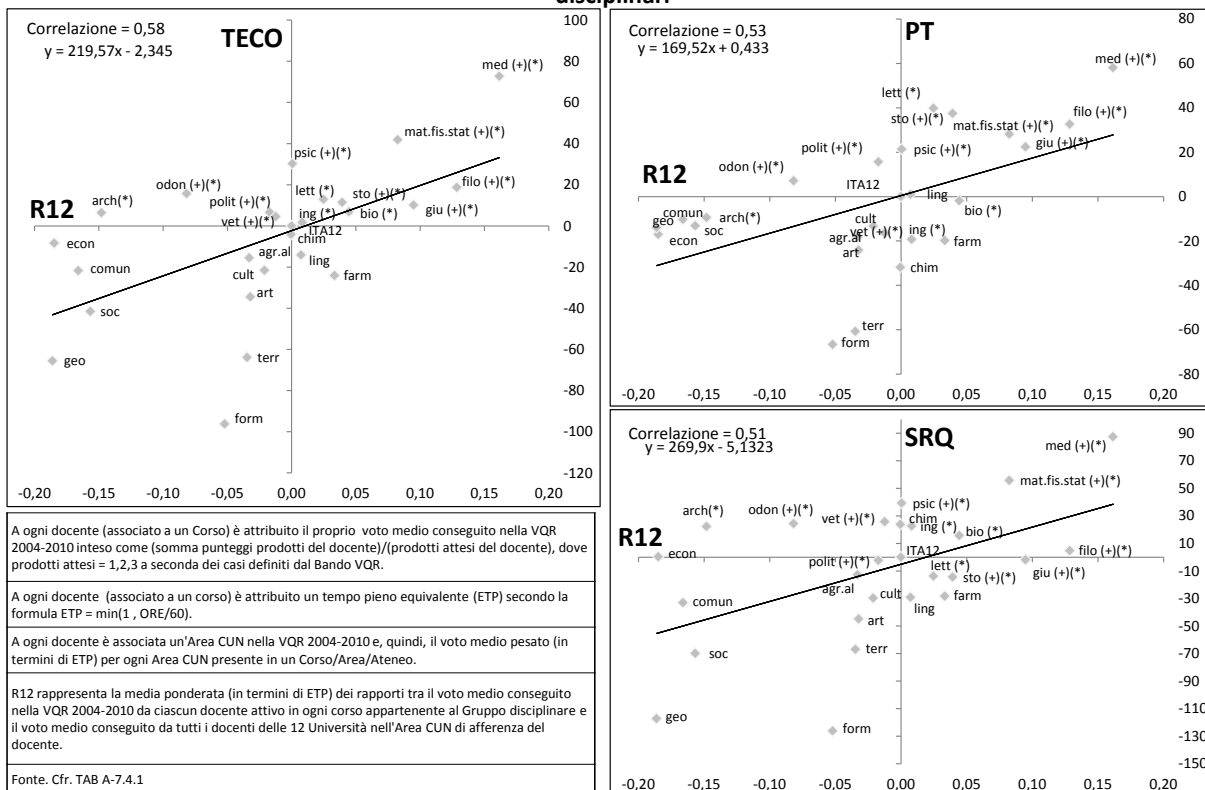 disciplinari
Correlazione = 0,58
y = 219,57x - 2,345
TECO
R12
med (+)(*)
mat.fis.stat (+)(*)
psic (+)(*)
odon (+)(*)
arch(*)
polit (+)(*)
lett (*)
sto (+)(*)
filo (+)(*)
vet (+)(*)
ing (*)
bio (*)
giu (+)(*)
ITA12
chim
econ
comun
agr.al
ling
cult
farm
art
soc
geo
terr
form
100
80
60
40
20
0
-20
-40
-60
-80
-100
-120
-0,20 -0,15 -0,10 -0,05 0,00 0,05 0,10 0,15 0,20
Correlazione = 0,53
y = 169,52x + 0,433
PT
R12
med (+)(*)
lett (*)
sto (+)(*)
filo (+)(*)
mat.fis.stat (+)(*)
polit (+)(*)
psic (+)(*)
giu (+)(*)
odon (+)(*)
ITA12
ling
bio (*)
comun
geo
arch(*)
soc
econ
cult
vet (+)(*)
ing (*)
agr.al
farm
art
chim
terr
form
80
60
40
20
0
-20
-40
-60
-80
-0,20 -0,15 -0,10 -0,05 0,00 0,05 0,10 0,15 0,20
Correlazione = 0,51
y = 269,9x - 5,1323
SRQ
R12
med (+)(*)
mat.fis.stat (+)(*)
psic (+)(*)
arch(*)
odon (+)(*)
vet (+)(*)
chim
ing (*)
bio (*)
econ
ITA12
filo (+)(*)
polit (+)(*)
lett (*)
giu (+)(*)
agr.al
sto (+)(*)
comun
cult
ling
farm
art
soc
terr
geo
form
90
70
50
30
10
-10
-30
-50
-70
-90
-110
-130
-150
-0,20 -0,15 -0,10 -0,05 0,00 0,05 0,10 0,15 0,20
A ogni docente (associato a un Corso) è attribuito il proprio voto medio conseguito nella VQR
2004-2010 inteso come (somma punteggi prodotti del docente)/(prodotti attesi del docente), dove
prodotti attesi = 1,2,3 a seconda dei casi definiti dal Bando VQR.
A ogni docente (associato a un corso) è attribuito un tempo pieno equivalente (ETP) secondo la
formula ETP = min(1 , ORE/60).
A ogni docente è associata un'Area CUN nella VQR 2004-2010 e, quindi, il voto medio pesato (in
termini di ETP) per ogni Area CUN presente in un Corso/Area/Ateneo.
R12 rappresenta la media ponderata (in termini di ETP) dei rapporti tra il voto medio conseguito
nella VQR 2004-2010 da ciascun docente attivo in ogni corso appartenente al Gruppo disciplinare e
il voto medio conseguito da tutti i docenti delle 12 Università nell'Area CUN di afferenza del
docente.
Fonte. Cfr. TAB A-7.4.1